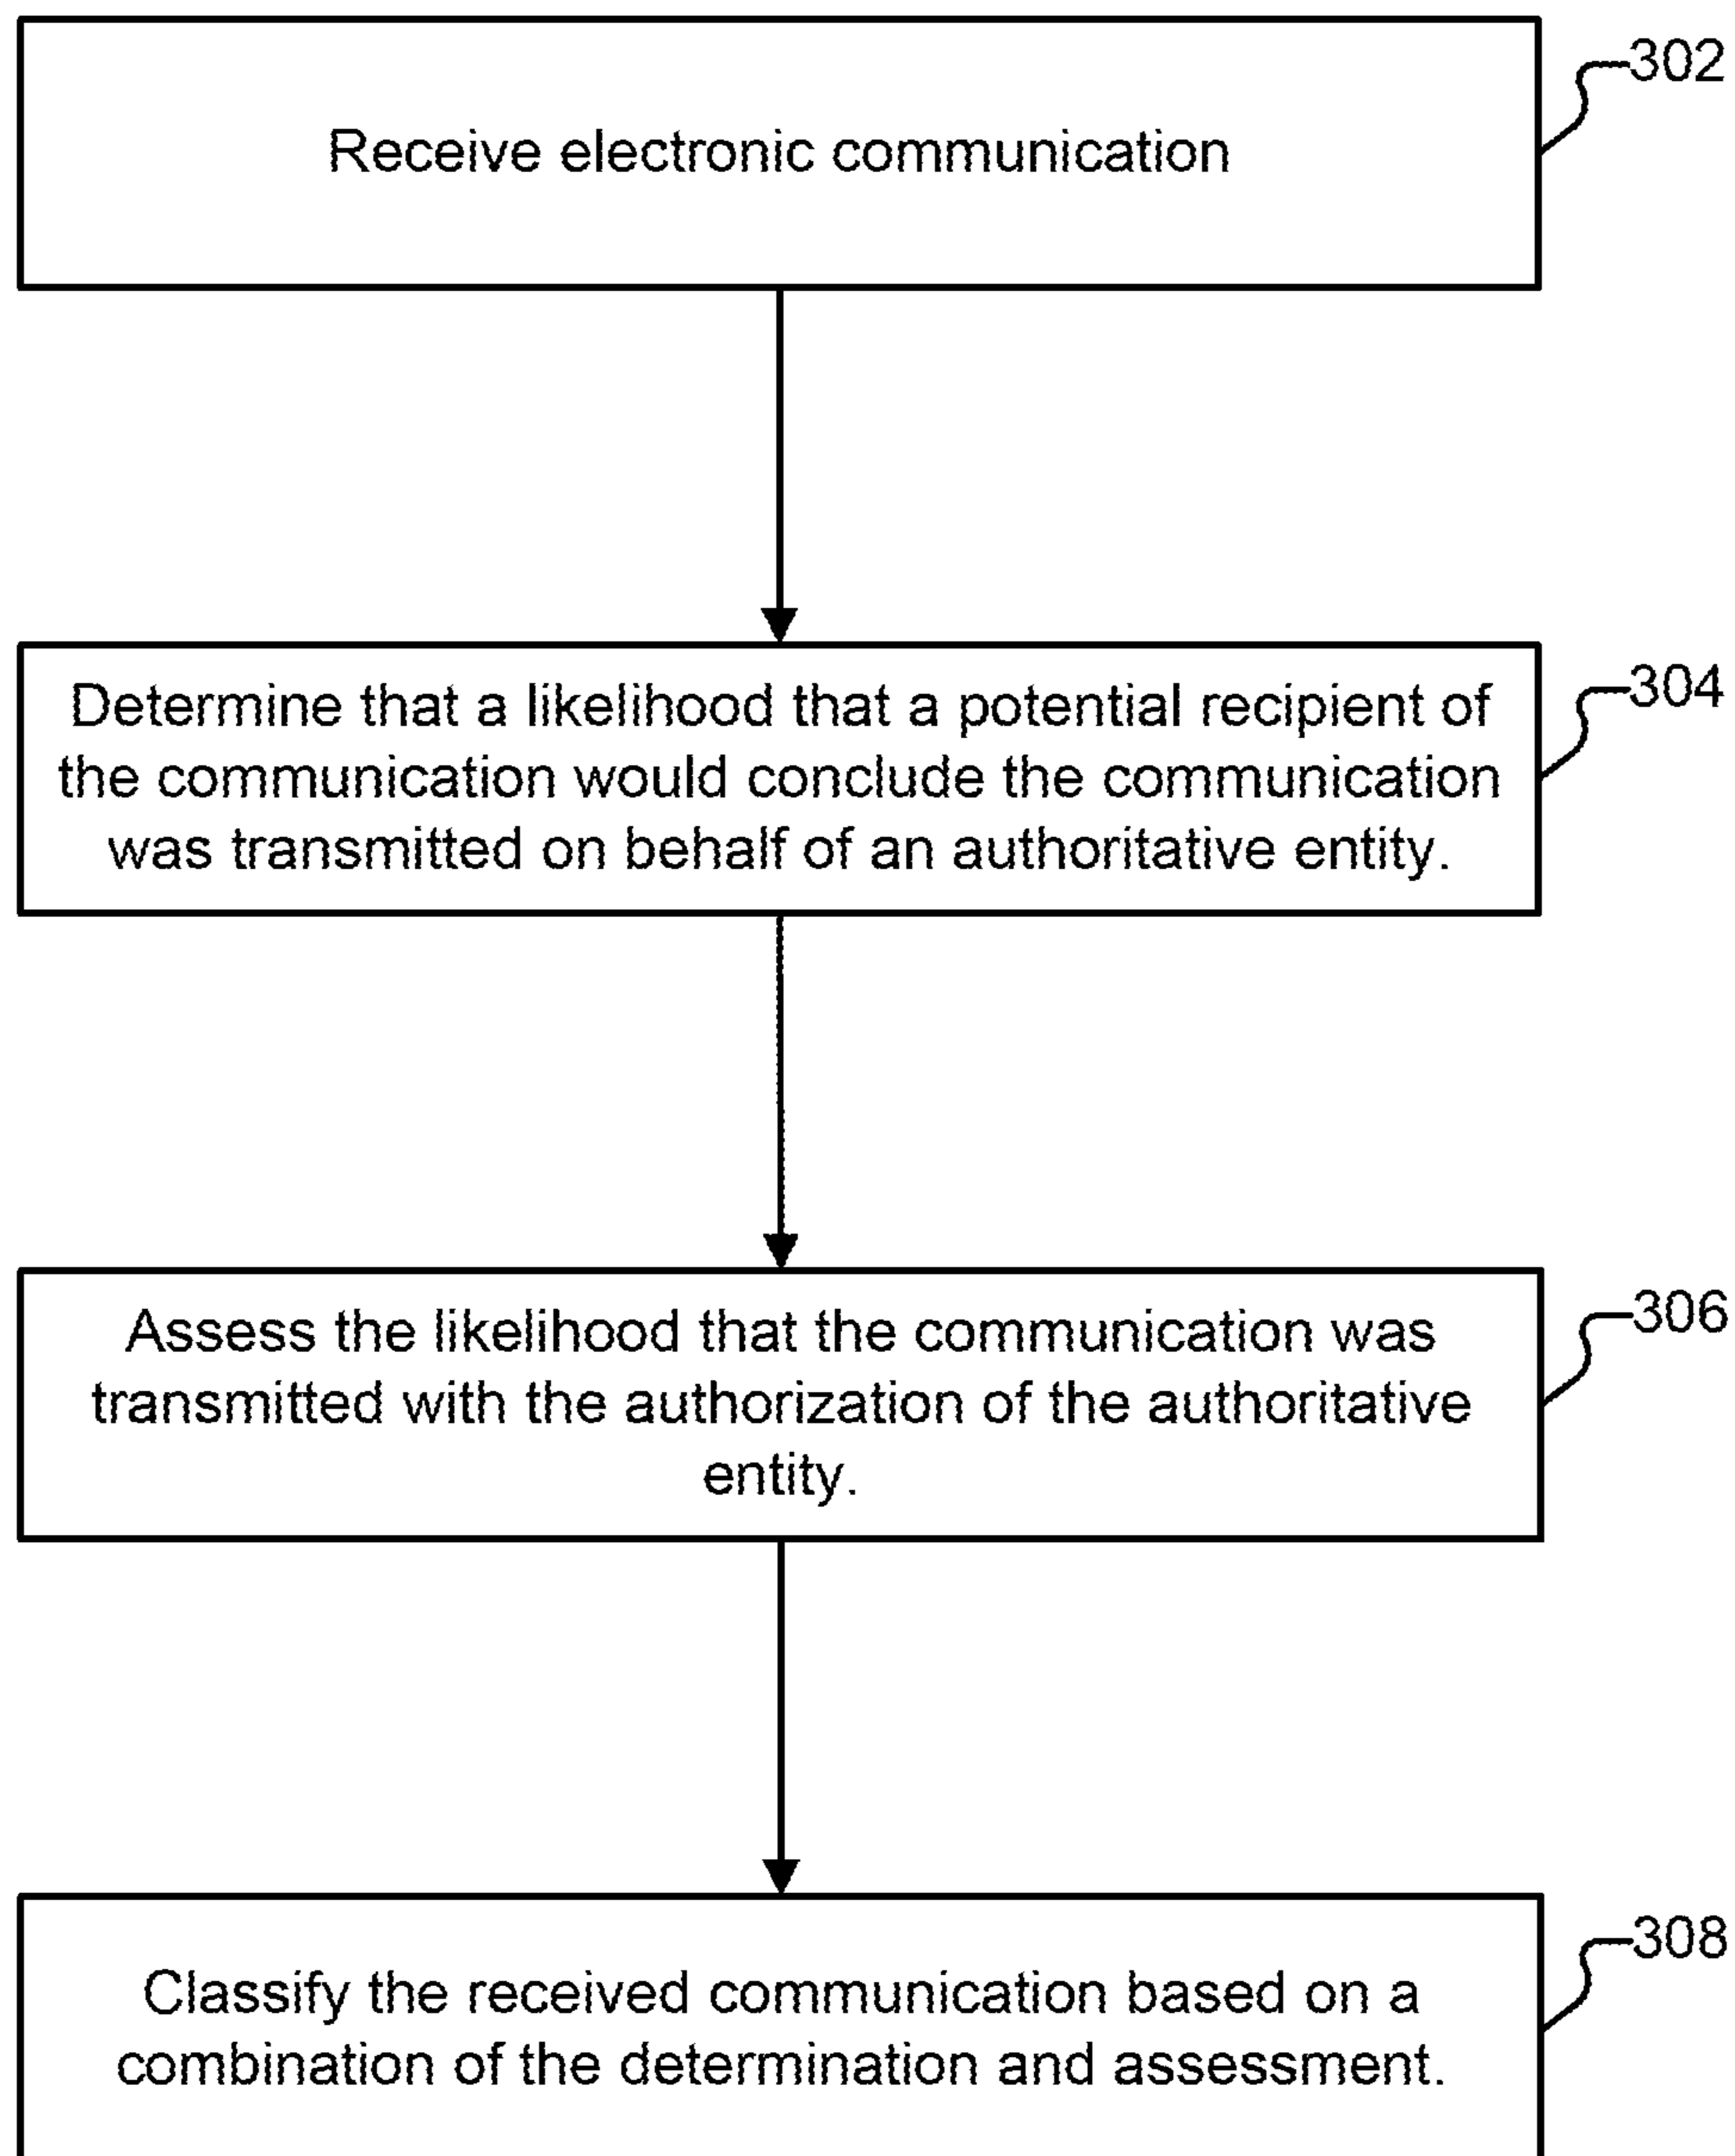 Receive electronic communication
302
Determine that a likelihood that a potential recipient of
the communication would conclude the communication
was transmitted on behalf of an authoritative entity.
304
Assess the likelihood that the communication was
transmitted with the authorization of the authoritative
entity.
306
Classify the received communication based on a
combination of the determination and assessment.
308